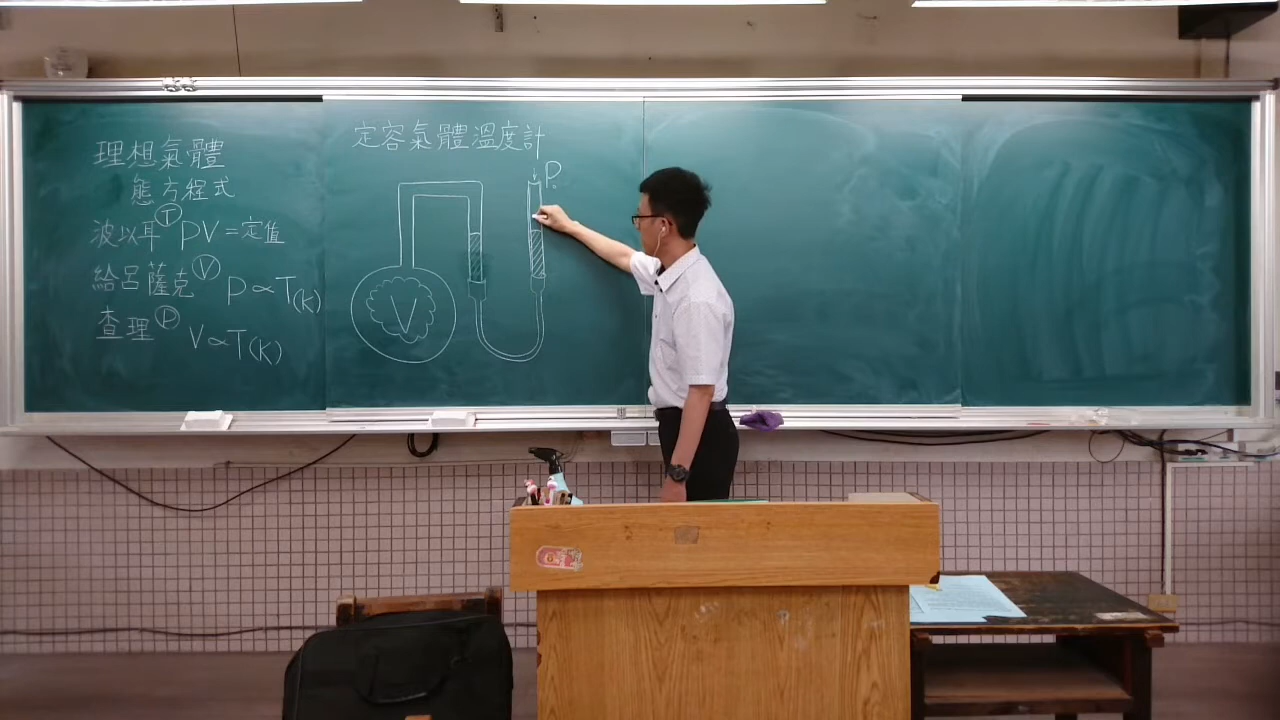 理想氣體
態方程式
波以耳 Ⓣ PV = 定值
給呂薩克 Ⓥ P ∝ T(K)
查理 Ⓟ V ∝ T(K)
定容氣體溫度計
P₀
V